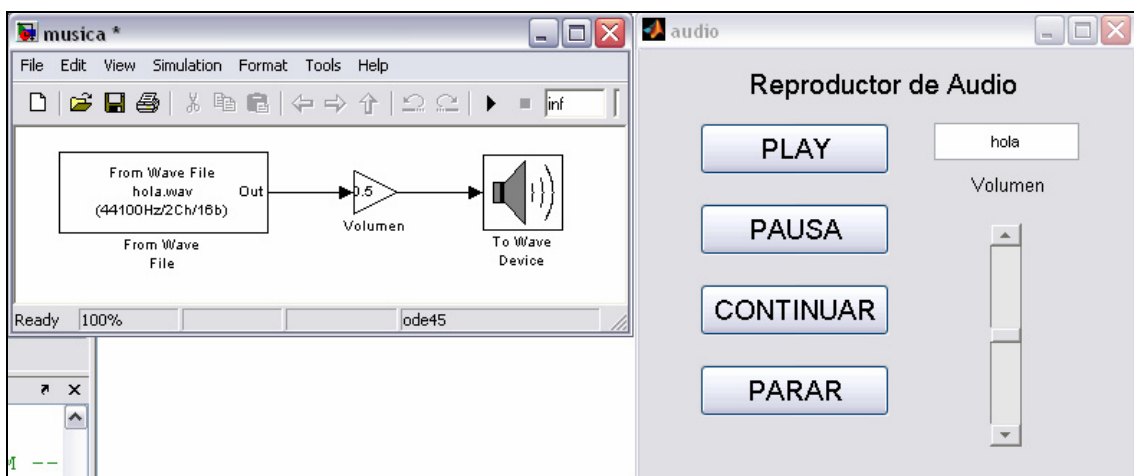 musica *
File Edit View Simulation Format Tools Help
inf
From Wave File
hola.wav
(44100Hz/2Ch/16b)
Out
From Wave
File
0.5
Volumen
To Wave
Device
Ready 100% ode45
audio
Reproductor de Audio
PLAY
hola
Volumen
PAUSA
CONTINUAR
PARAR